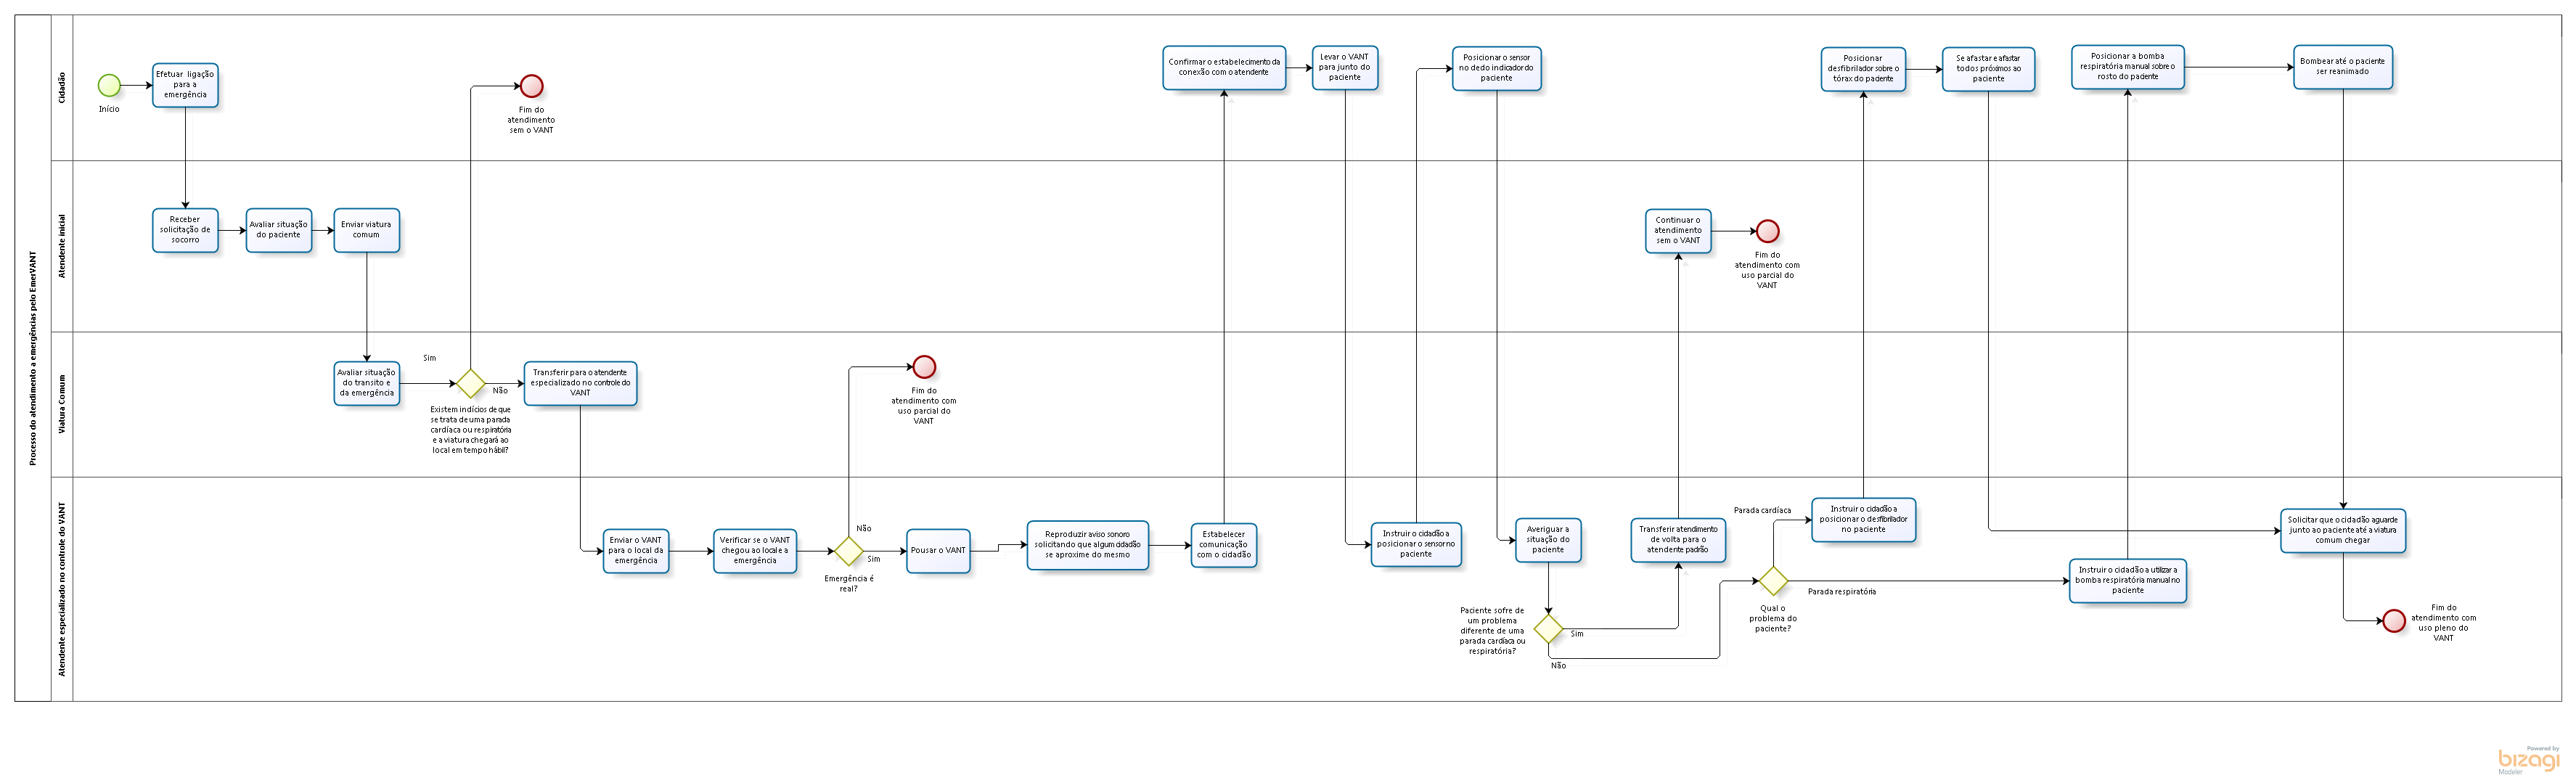 Processo do atendimento a emergências pelo EmerVANT
Cidadão
Início
Efetuar ligação
para a
emergência
Fim do
atendimento
sem o VANT
Confirmar o estabelecimento da
conexão com o atendente
Levar o VANT
para junto do
paciente
Posicionar o sensor
no dedo indicador do
paciente
Posicionar
desfibrilador sobre o
tórax do paciente
Se afastar e afastar
todos próximos ao
paciente
Posicionar a bomba
respiratória manual sobre o
rosto do paciente
Bombear até o paciente
ser reanimado
Atendente inicial
Receber
solicitação de
socorro
Avaliar situação
do paciente
Enviar viatura
comum
Continuar o
atendimento
sem o VANT
Fim do
atendimento com
uso parcial do
VANT
Viatura Comum
Avaliar situação
do transito e
da emergência
Sim
Não
Existem indícios de que
se trata de uma parada
cardíaca ou respiratória
e a viatura chegará ao
local em tempo hábil?
Transferir para o atendente
especializado no controle do
VANT
Fim do
atendimento com
uso parcial do
VANT
Atendente especializado no controle do VANT
Enviar o VANT
para o local da
emergência
Verificar se o VANT
chegou ao local e a
emergência
Não
Sim
Emergência é
real?
Pousar o VANT
Reproduzir aviso sonoro
solicitando que algum cidadão
se aproxime do mesmo
Estabelecer
comunicação
com o cidadão
Instruir o cidadão a
posicionar o sensor no
paciente
Averiguar a
situação do
paciente
Paciente sofre de
um problema
diferente de uma
parada cardíaca ou
respiratória?
Sim
Não
Transferir atendimento
de volta para o
atendente padrão
Parada cardíaca
Parada respiratória
Qual o
problema do
paciente?
Instruir o cidadão a
posicionar o desfibrilador
no paciente
Instruir o cidadão a utilizar a
bomba respiratória manual no
paciente
Solicitar que o cidadão aguarde
junto ao paciente até a viatura
comum chegar
Fim do
atendimento com
uso pleno do
VANT
Powered by
bizagi
Modeler